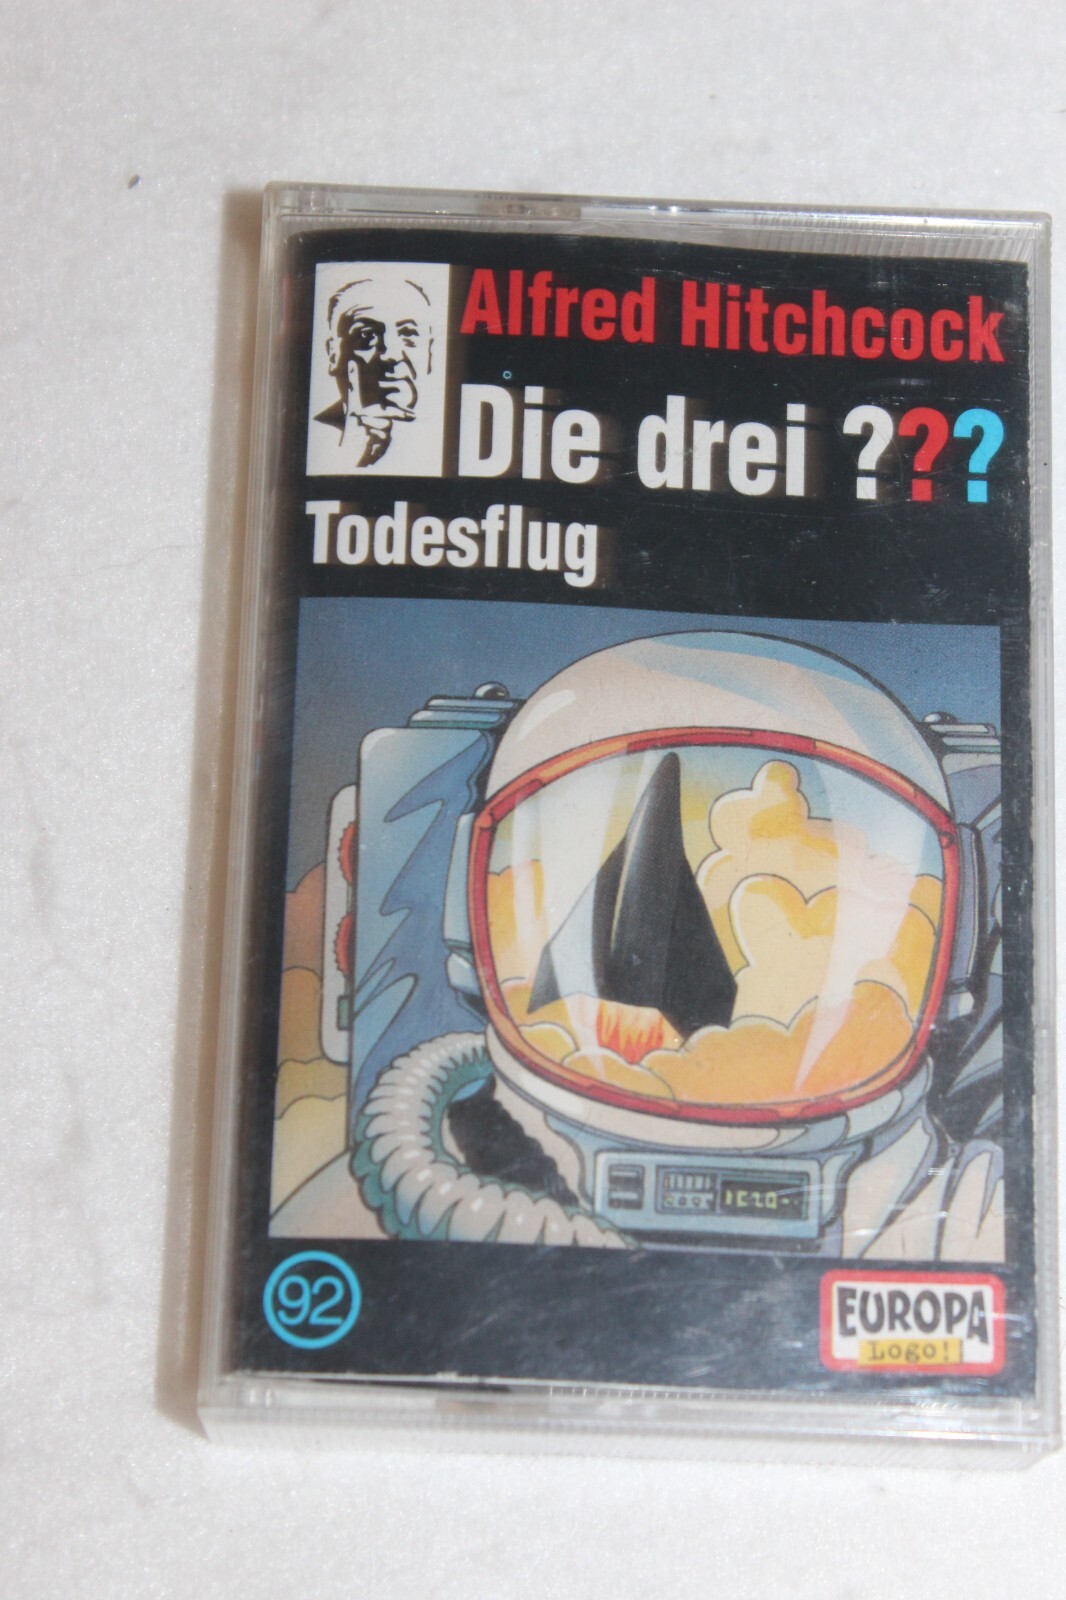 Alfred Hitchcock
Die drei ???
Todesflug
92
EUROPA
Logo!